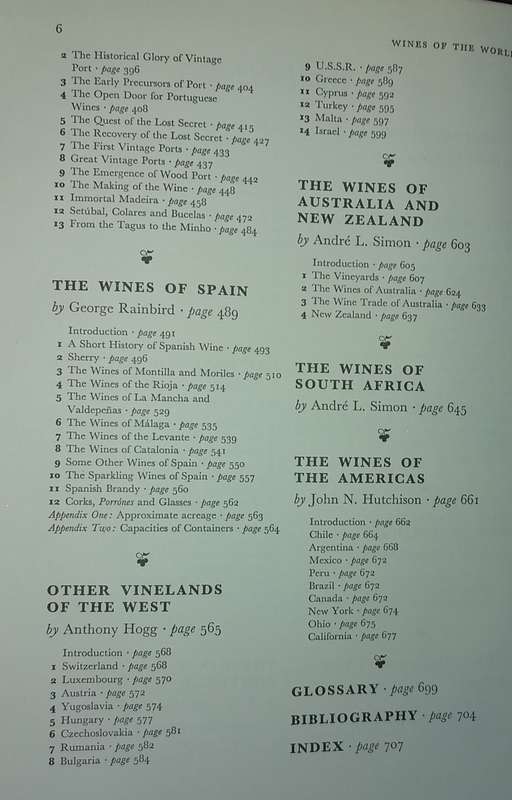 6
WINES OF THE WORL
2 The Historical Glory of Vintage
Port · page 396
3 The Early Precursors of Port · page 404
4 The Open Door for Portuguese
Wines · page 408
5 The Quest of the Lost Secret · page 415
6 The Recovery of the Lost Secret · page 427
7 The First Vintage Ports · page 433
8 Great Vintage Ports · page 437
9 The Emergence of Wood Port · page 442
10 The Making of the Wine · page 448
11 Immortal Madeira · page 458
12 Setúbal, Colares and Bucelas · page 472
13 From the Tagus to the Minho · page 484
THE WINES OF SPAIN
by George Rainbird · page 489
Introduction · page 491
1 A Short History of Spanish Wine · page 493
2 Sherry · page 496
3 The Wines of Montilla and Moriles · page 510
4 The Wines of the Rioja · page 514
5 The Wines of La Mancha and
Valdepeñas · page 529
6 The Wines of Málaga · page 535
7 The Wines of the Levante · page 539
8 The Wines of Catalonia · page 541
9 Some Other Wines of Spain · page 550
10 The Sparkling Wines of Spain · page 557
11 Spanish Brandy · page 560
12 Corks, Porrónes and Glasses · page 562
Appendix One: Approximate acreage · page 563
Appendix Two: Capacities of Containers · page 564
OTHER VINELANDS
OF THE WEST
by Anthony Hogg · page 565
Introduction · page 568
1 Switzerland · page 568
2 Luxembourg · page 570
3 Austria · page 572
4 Yugoslavia · page 574
5 Hungary · page 577
6 Czechoslovakia · page 581
7 Rumania · page 582
8 Bulgaria · page 584
9 U.S.S.R. · page 587
10 Greece · page 589
11 Cyprus · page 592
12 Turkey · page 595
13 Malta · page 597
14 Israel · page 599
THE WINES OF
AUSTRALIA AND
NEW ZEALAND
by André L. Simon · page 603
Introduction · page 605
1 The Vineyards · page 607
2 The Wines of Australia · page 624
3 The Wine Trade of Australia · page 633
4 New Zealand · page 637
THE WINES OF
SOUTH AFRICA
by André L. Simon · page 645
THE WINES OF
THE AMERICAS
by John N. Hutchison · page 661
Introduction · page 662
Chile · page 664
Argentina · page 668
Mexico · page 672
Peru · page 672
Brazil · page 672
Canada · page 672
New York · page 674
Ohio · page 675
California · page 677
GLOSSARY · page 699
BIBLIOGRAPHY · page 704
INDEX · page 707